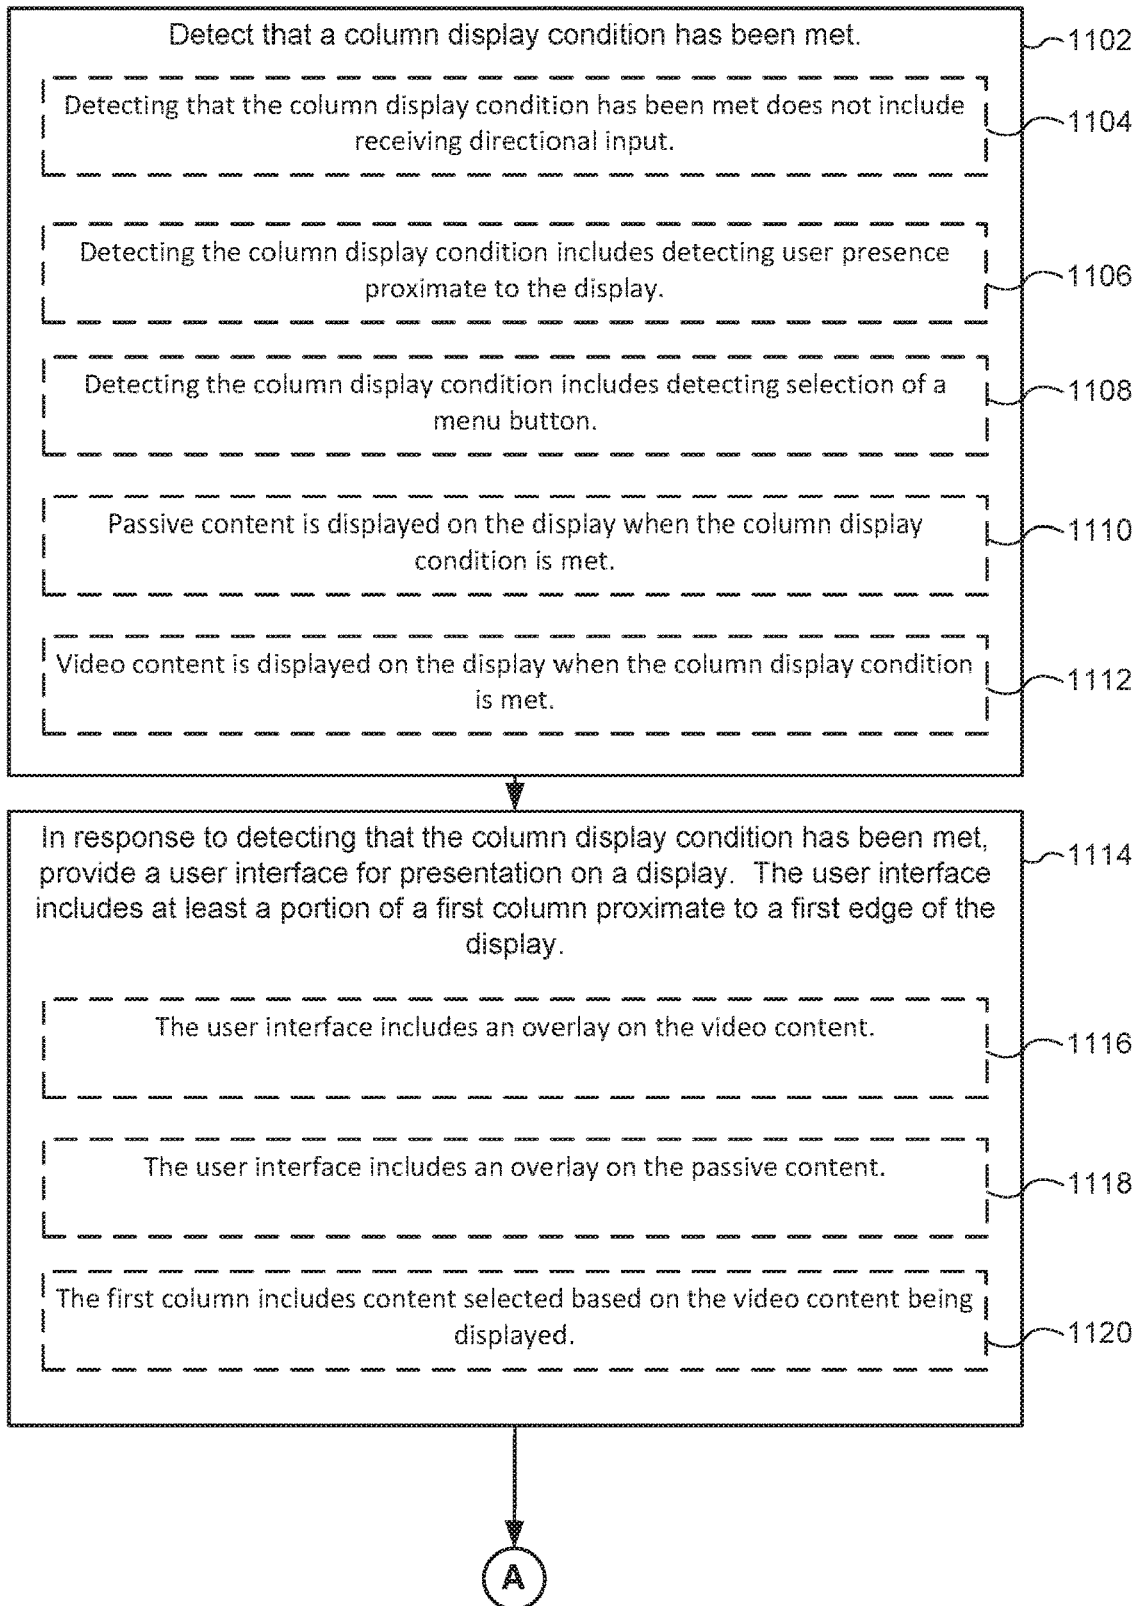 Detect that a column display condition has been met.
1102
Detecting that the column display condition has been met does not include
receiving directional input.
1104
Detecting the column display condition includes detecting user presence
proximate to the display.
1106
Detecting the column display condition includes detecting selection of a
menu button.
1108
Passive content is displayed on the display when the column display
condition is met.
1110
Video content is displayed on the display when the column display condition
is met.
1112
In response to detecting that the column display condition has been met,
provide a user interface for presentation on a display. The user interface
includes at least a portion of a first column proximate to a first edge of the
display.
1114
The user interface includes an overlay on the video content.
1116
The user interface includes an overlay on the passive content.
1118
The first column includes content selected based on the video content being
displayed.
1120
A